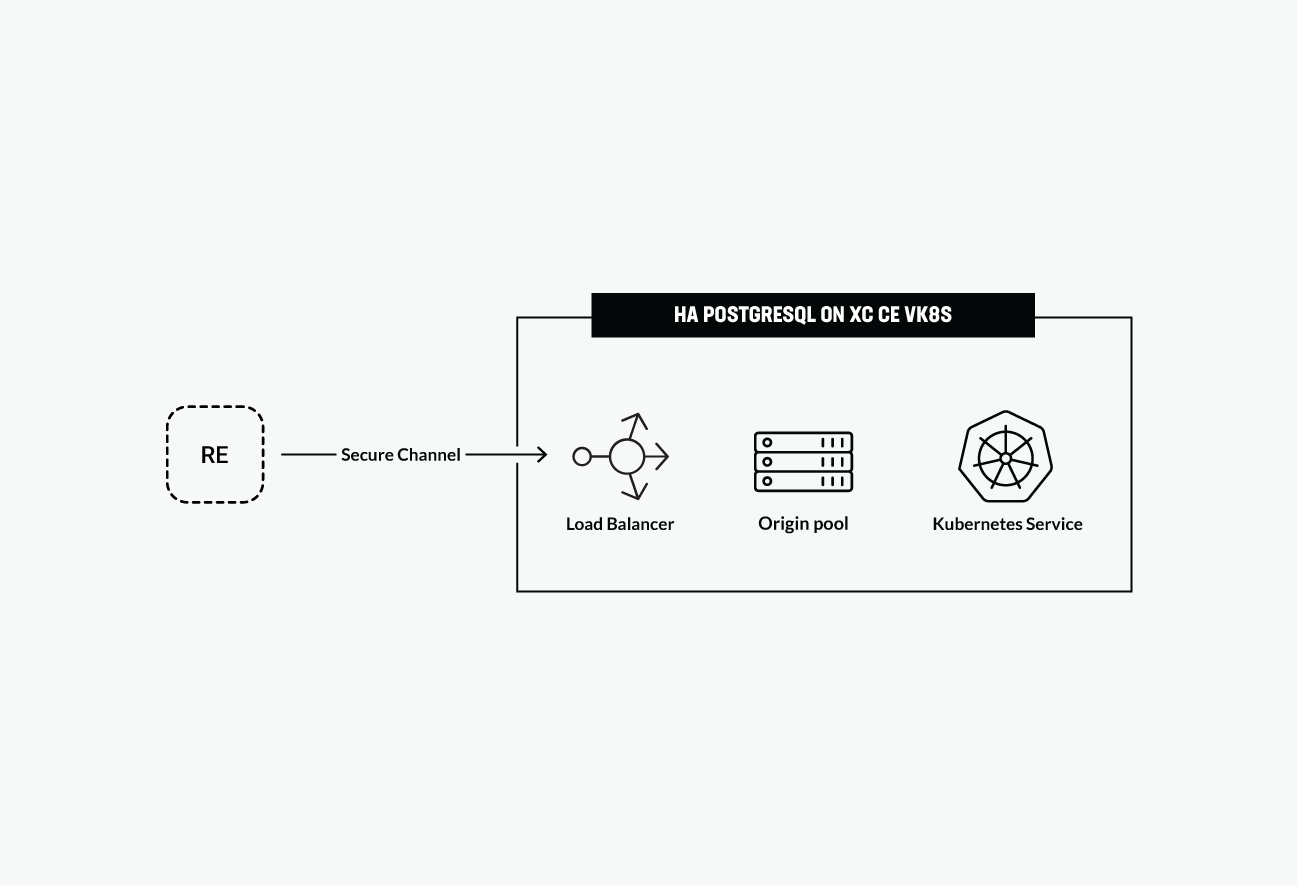 HA POSTGRESQL ON XC CE VK8S
RE
Secure Channel
Load Balancer
Origin pool
Kubernetes Service